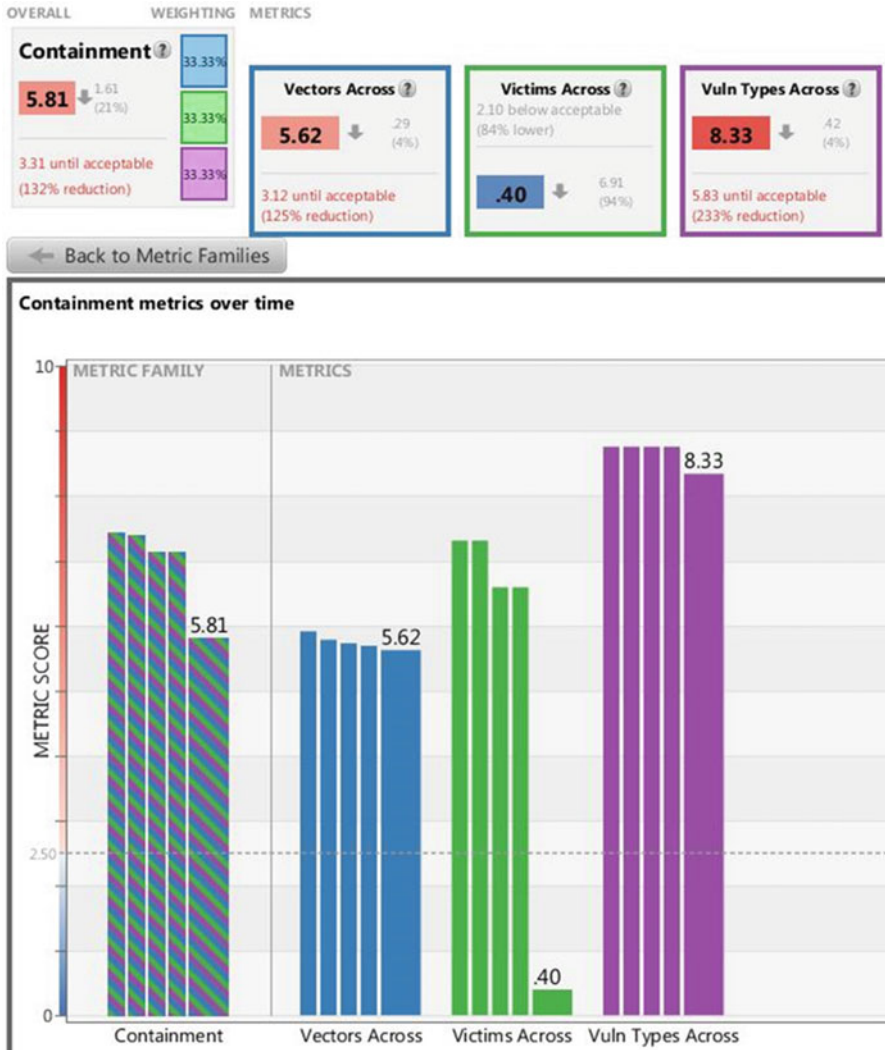 OVERALL
WEIGHTING
METRICS
Containment ?
5.81
1.61
(21%)
3.31 until acceptable
(132% reduction)
33.33%
33.33%
33.33%
Vectors Across ?
5.62
.29
(4%)
3.12 until acceptable
(125% reduction)
Victims Across ?
2.10 below acceptable
(84% lower)
.40
6.91
(94%)
Vuln Types Across ?
8.33
.42
(4%)
5.83 until acceptable
(233% reduction)
Back to Metric Families
Containment metrics over time
METRIC FAMILY
METRICS
METRIC SCORE
10
2.50
0
5.81
5.62
.40
8.33
Containment
Vectors Across
Victims Across
Vuln Types Across